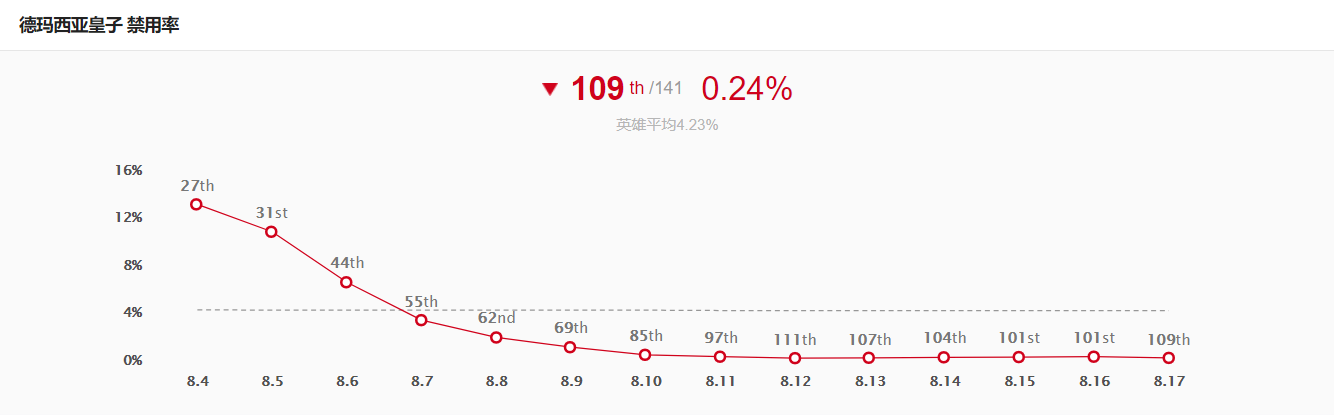 德玛西亚皇子 禁用率
109 th /141 0.24%
英雄平均4.23%
16%
27th
12%
31st
8%
44th
4%
55th
62nd
69th
85th
97th
111th
107th
104th
101st
101st
109th
0%
8.4 8.5 8.6 8.7 8.8 8.9 8.10 8.11 8.12 8.13 8.14 8.15 8.16 8.17